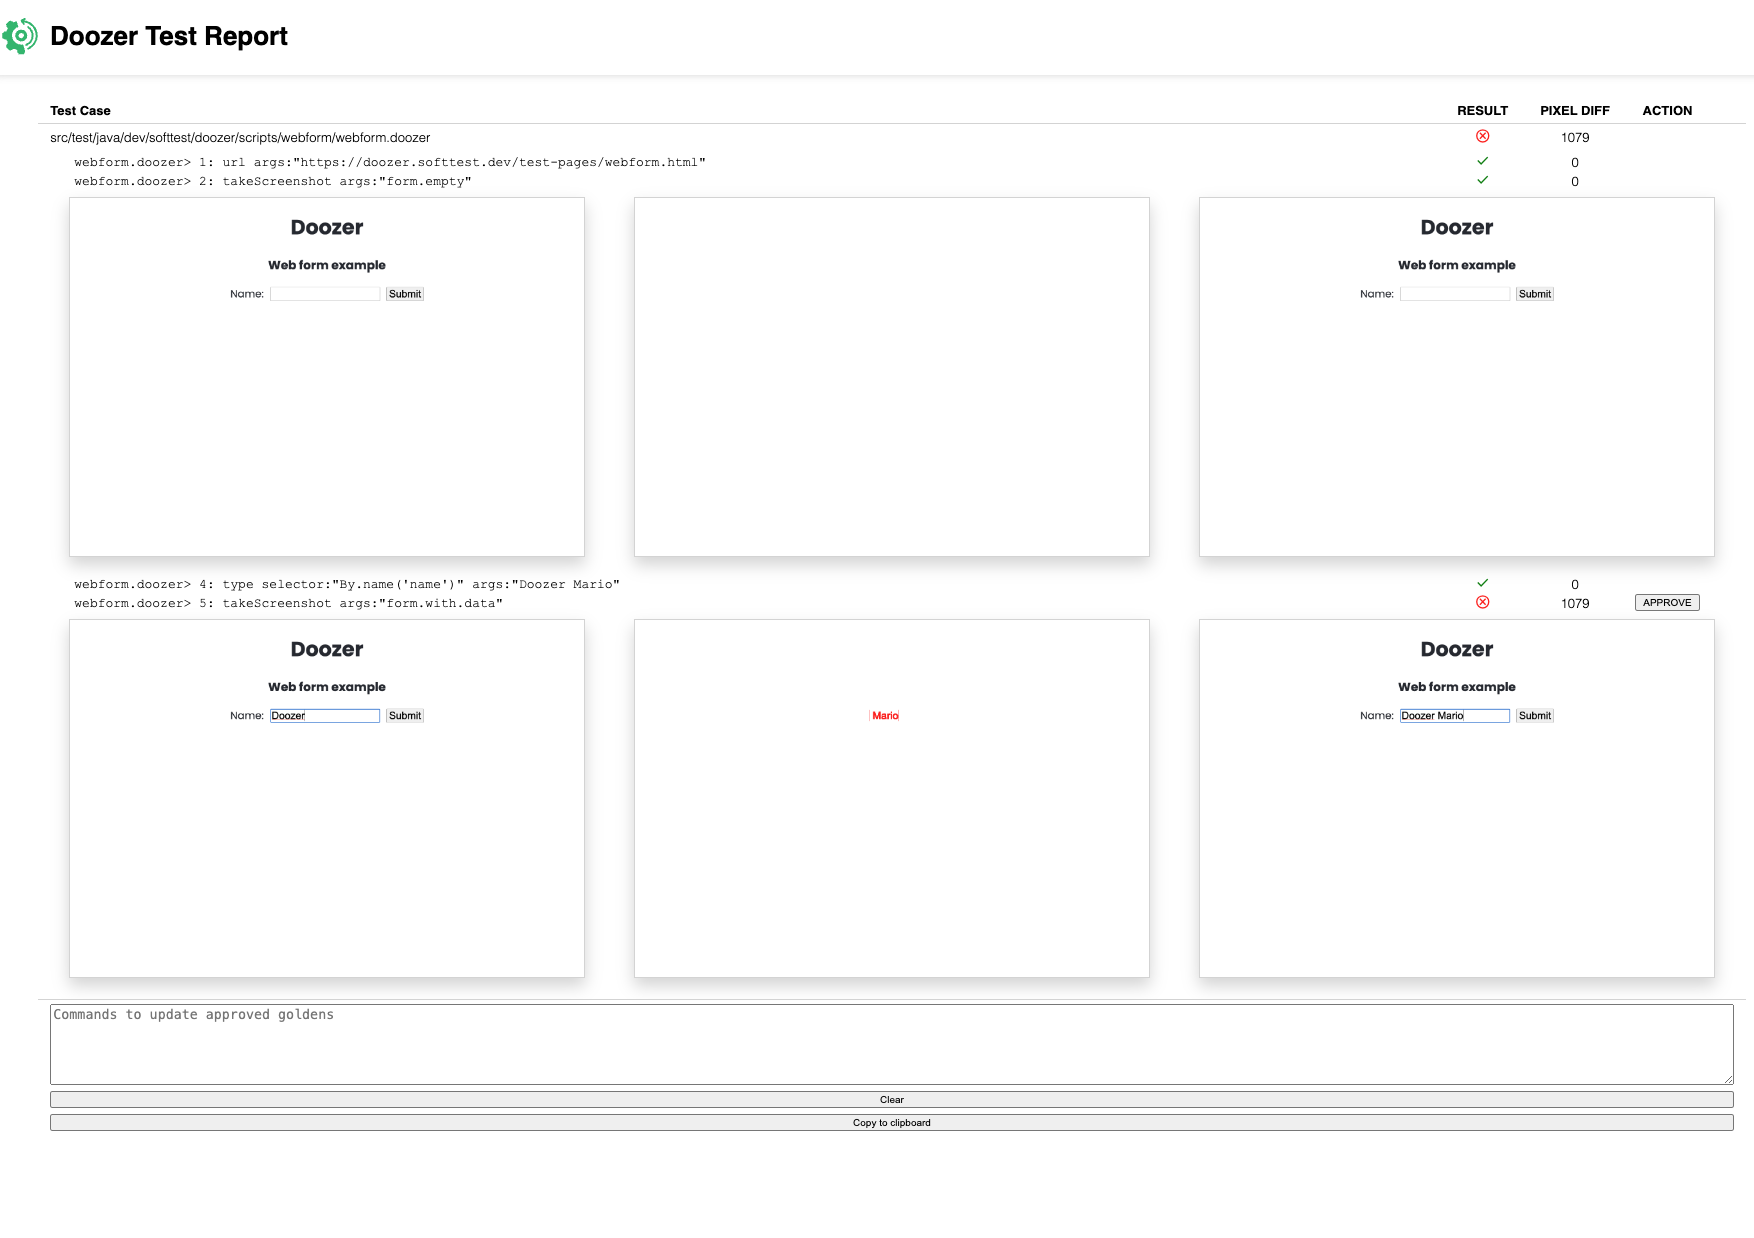 Doozer Test Report
Test Case RESULT PIXEL DIFF ACTION
src/test/java/dev/softtest/doozer/scripts/webform/webform.doozer 1079
webform.doozer> 1: url args:"https://doozer.softtest.dev/test-pages/webform.html" 0
webform.doozer> 2: takeScreenshot args:"form.empty" 0
Doozer Doozer
Web form example Web form example
Name: Submit Name: Submit
webform.doozer> 4: type selector:"By.name('name')" args:"Doozer Mario" 0
webform.doozer> 5: takeScreenshot args:"form.with.data" 1079 APPROVE
Doozer Doozer
Web form example Web form example
Name: Doozer Submit Mario Name: Doozer Mario Submit
Commands to update approved goldens
Clear
Copy to clipboard